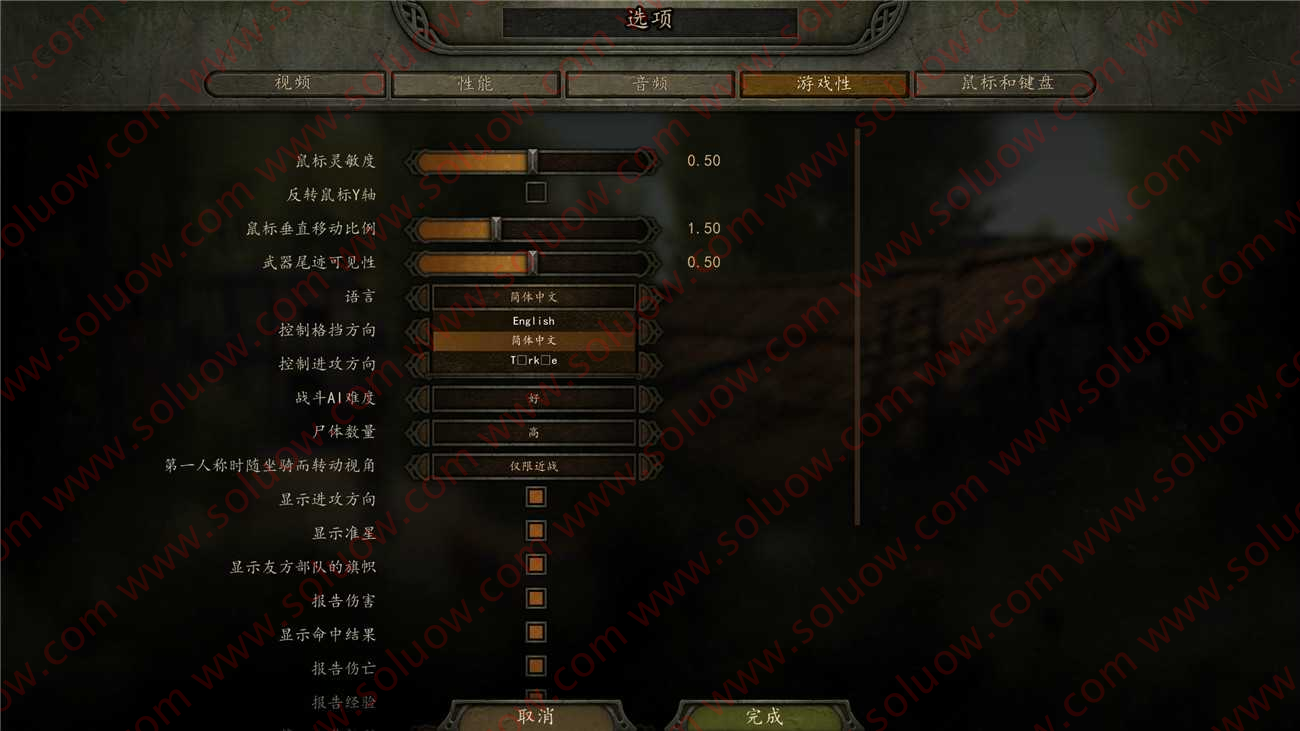 选项
视频 性能 音频 游戏性 鼠标和键盘
鼠标灵敏度 0.50
反转鼠标Y轴
鼠标垂直移动比例 1.50
武器尾迹可见性 0.50
语言 简体中文
English
控制格挡方向
简体中文
控制进攻方向 T□rk□e
战斗AI难度 好
尸体数量 高
第一人称时随坐骑而转动视角 仅限近战
显示进攻方向
显示准星
显示友方部队的旗帜
报告伤害
显示命中结果
报告伤亡
报告经验
取消 完成
www.soluow.com